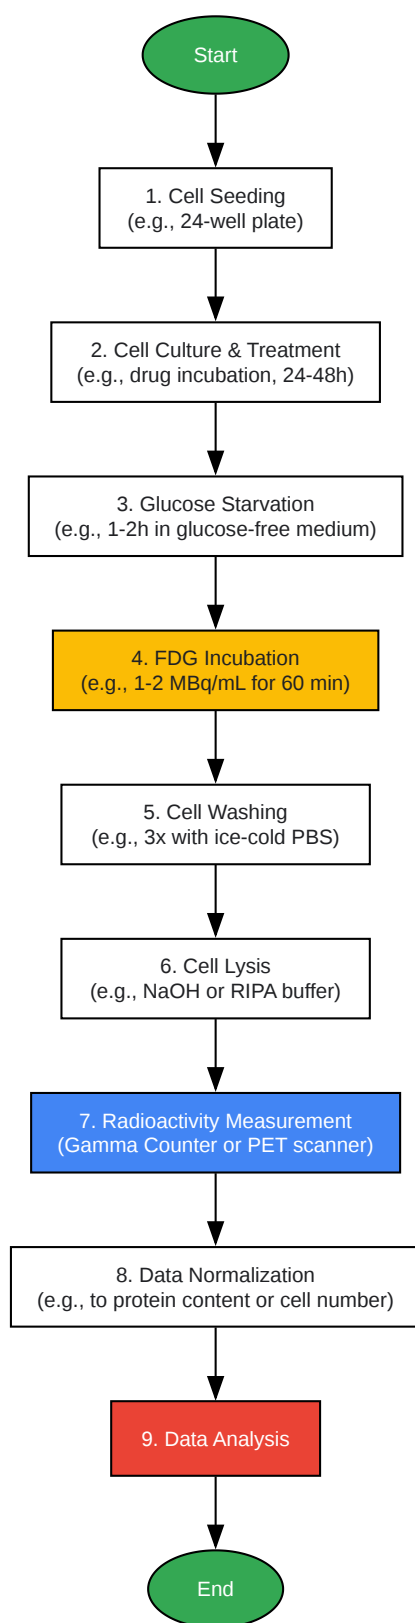 Start
1. Cell Seeding
(e.g., 24-well plate)
2. Cell Culture & Treatment
(e.g., drug incubation, 24-48h)
3. Glucose Starvation
(e.g., 1-2h in glucose-free medium)
4. FDG Incubation
(e.g., 1-2 MBq/mL for 60 min)
5. Cell Washing
(e.g., 3x with ice-cold PBS)
6. Cell Lysis
(e.g., NaOH or RIPA buffer)
7. Radioactivity Measurement
(Gamma Counter or PET scanner)
8. Data Normalization
(e.g., to protein content or cell number)
9. Data Analysis
End